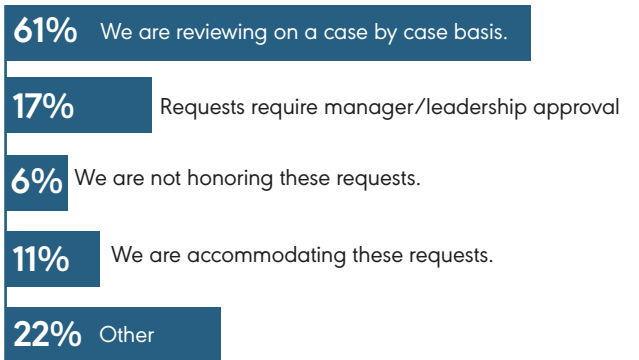 61% We are reviewing on a case by case basis.
17% Requests require manager/leadership approval
6% We are not honoring these requests.
11% We are accommodating these requests.
22% Other